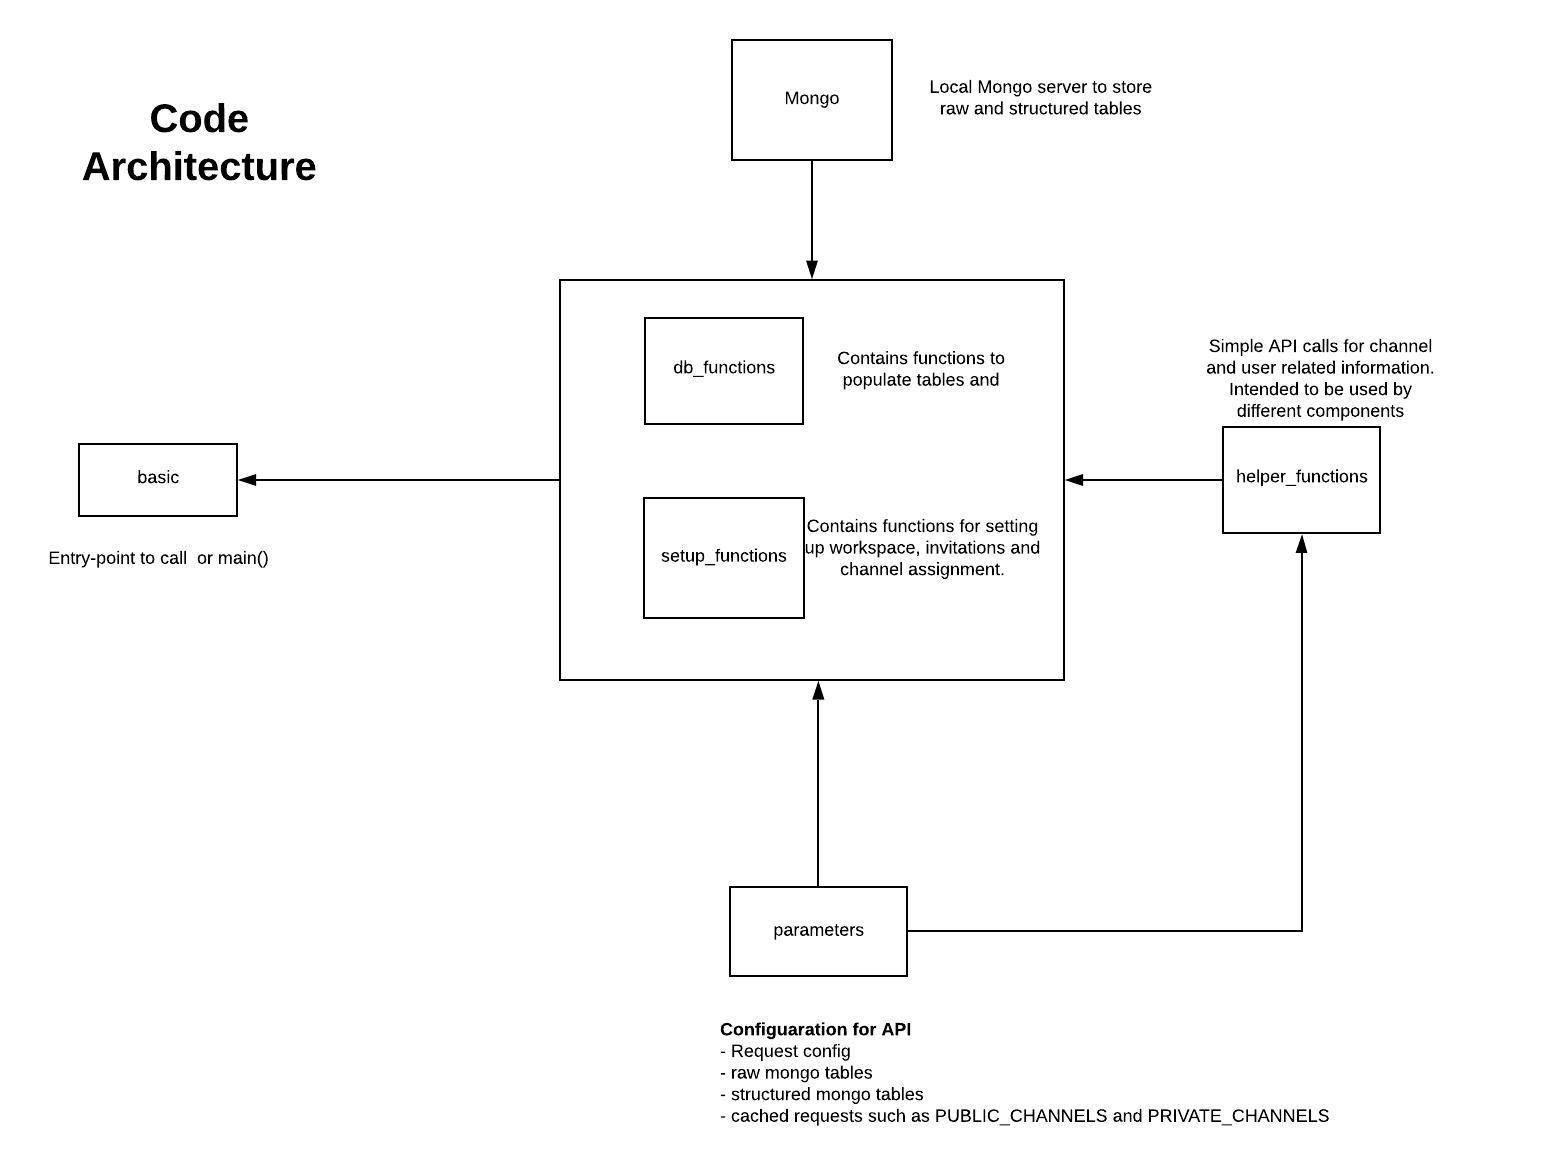 Code
Architecture
Mongo
Local Mongo server to store
raw and structured tables
db_functions
Contains functions to
populate tables and
Simple API calls for channel
and user related information.
Intended to be used by
different components
basic
helper_functions
Entry-point to call  or main()
setup_functions
Contains functions for setting
up workspace, invitations and
channel assignment.
parameters
Configuaration for API
- Request config
- raw mongo tables
- structured mongo tables
- cached requests such as PUBLIC_CHANNELS and PRIVATE_CHANNELS